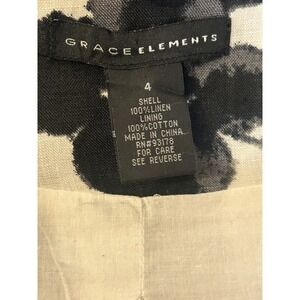 GRACE ELEMENTS
4
SHELL
100%LINEN
LINING
100%COTTON
MADE IN CHINA
RN#93178
FOR CARE
SEE REVERSE